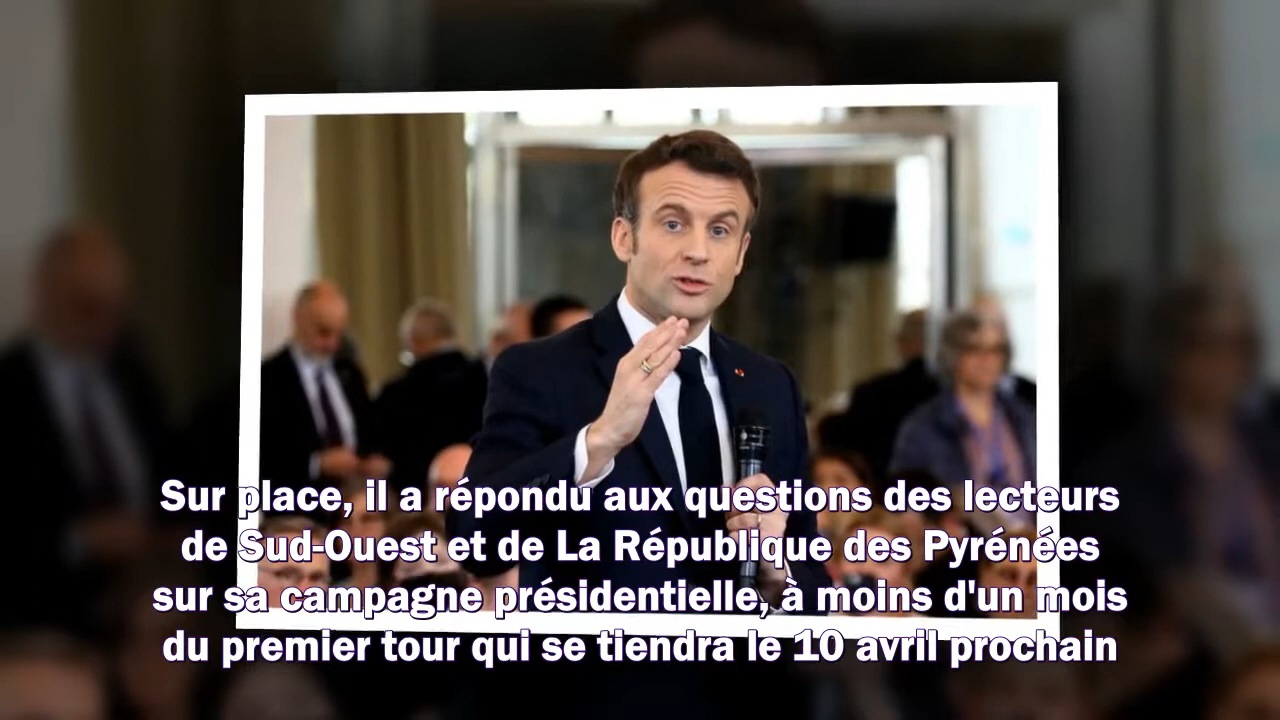 Sur place, il a répondu aux questions des lecteurs
de Sud-Ouest et de La République des Pyrénées
sur sa campagne présidentielle, à moins d'un mois
du premier tour qui se tiendra le 10 avril prochain